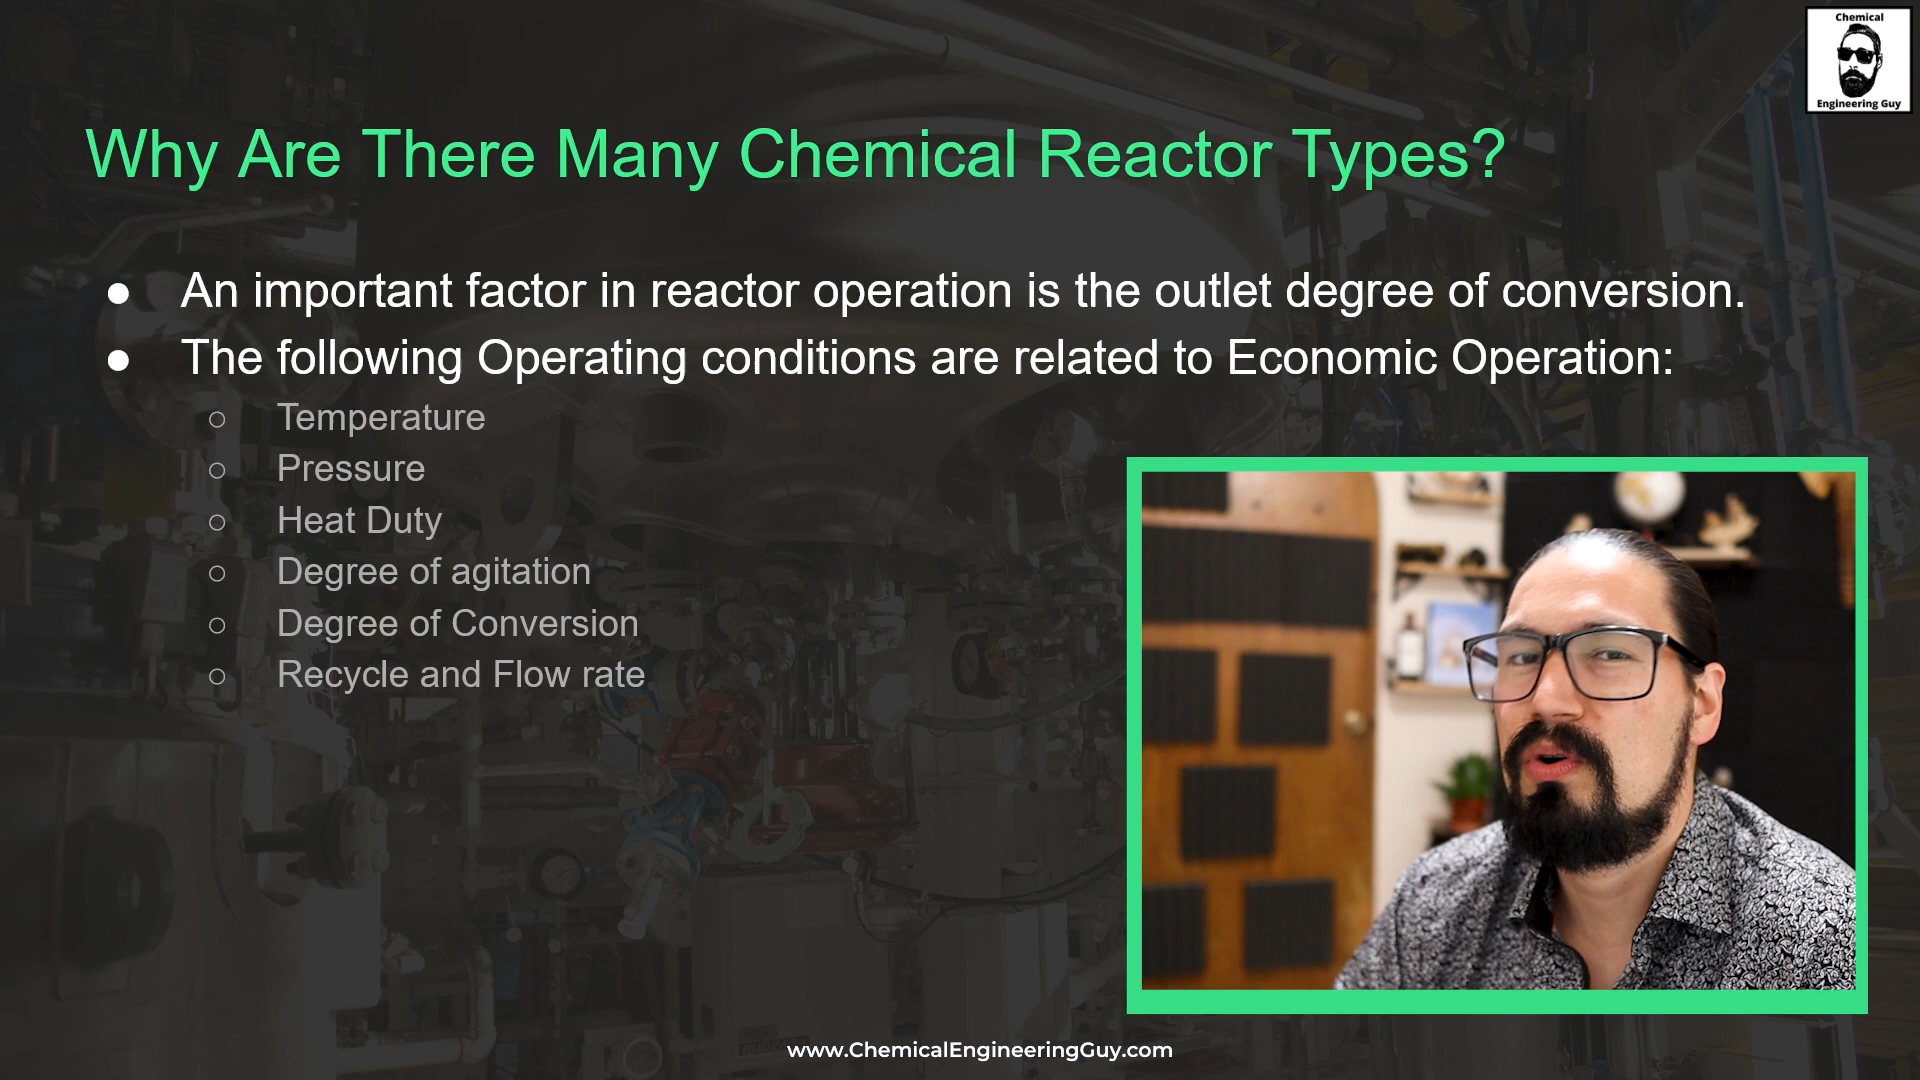 Chemical
Engineering Guy
Why Are There Many Chemical Reactor Types?
● An important factor in reactor operation is the outlet degree of conversion.
● The following Operating conditions are related to Economic Operation:
○ Temperature
○ Pressure
○ Heat Duty
○ Degree of agitation
○ Degree of Conversion
○ Recycle and Flow rate
www.ChemicalEngineeringGuy.com